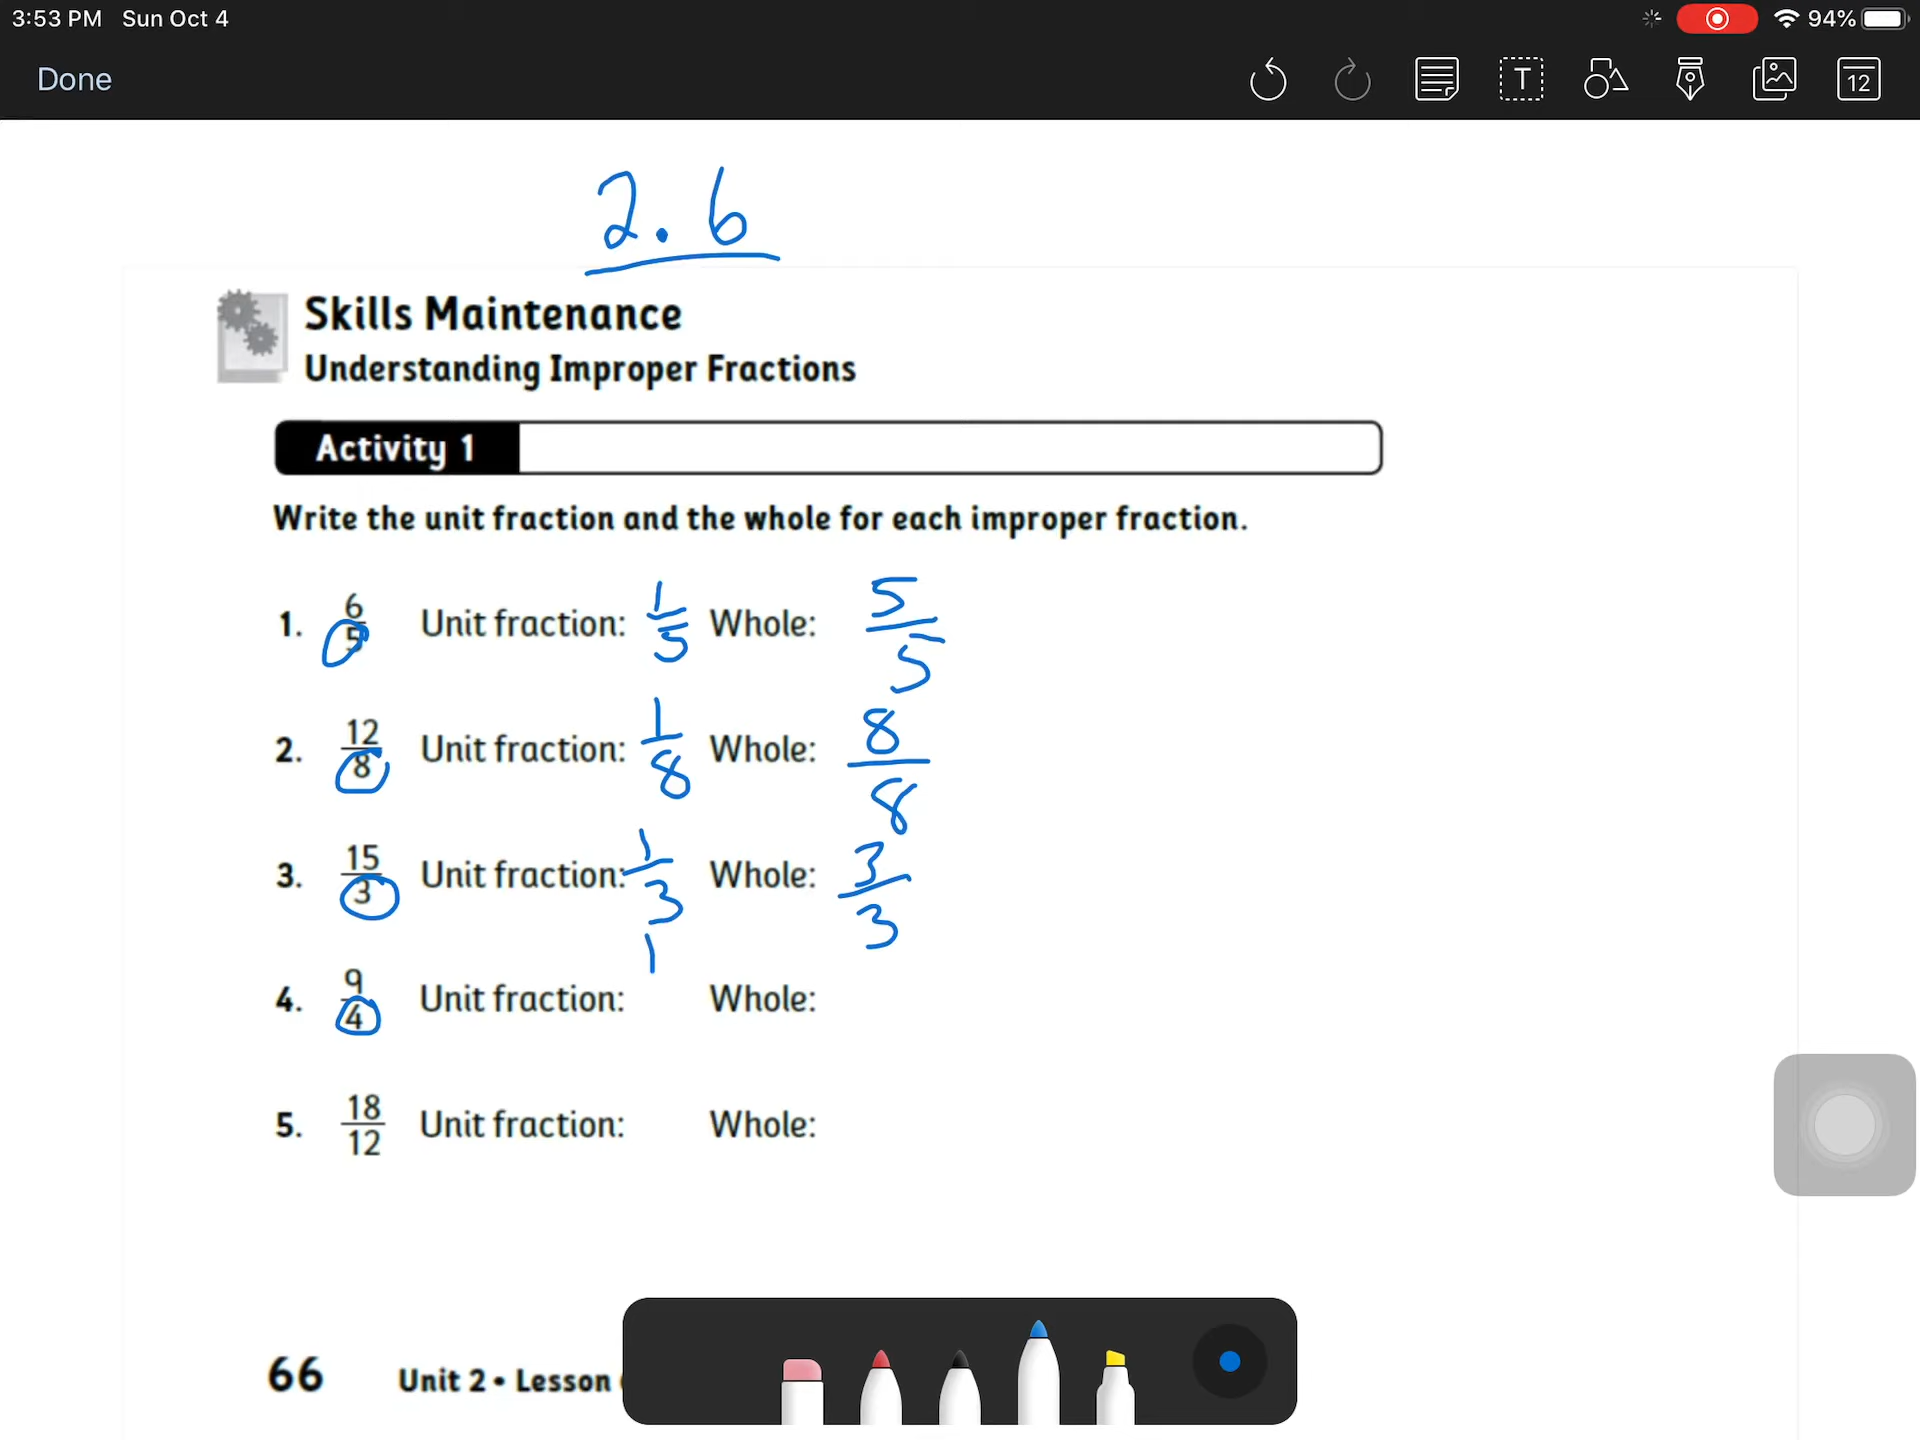 3:53 PM Sun Oct 4 94%
Done T 12
2.6
Skills Maintenance
Understanding Improper Fractions
Activity 1
Write the unit fraction and the whole for each improper fraction.
1. 6/5 Unit fraction: 1/5 Whole: 5/5
2. 12/8 Unit fraction: 1/8 Whole: 8/8
3. 15/3 Unit fraction: 1/3 Whole: 3/3
4. 9/4 Unit fraction: 1 Whole:
5. 18/12 Unit fraction: Whole:
66 Unit 2 • Lesson